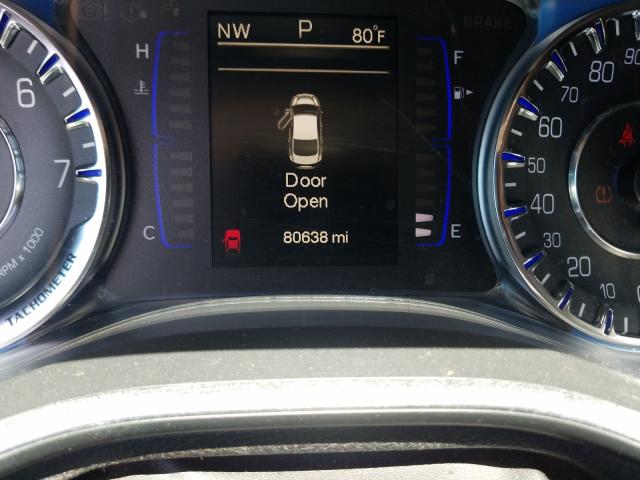 NW P 80°F
BRAKE
H F
6
7
Door
Open
C E
80638 mi
RPM x 1000
TACHOMETER
90
80
70
60
50
40
30
20
10